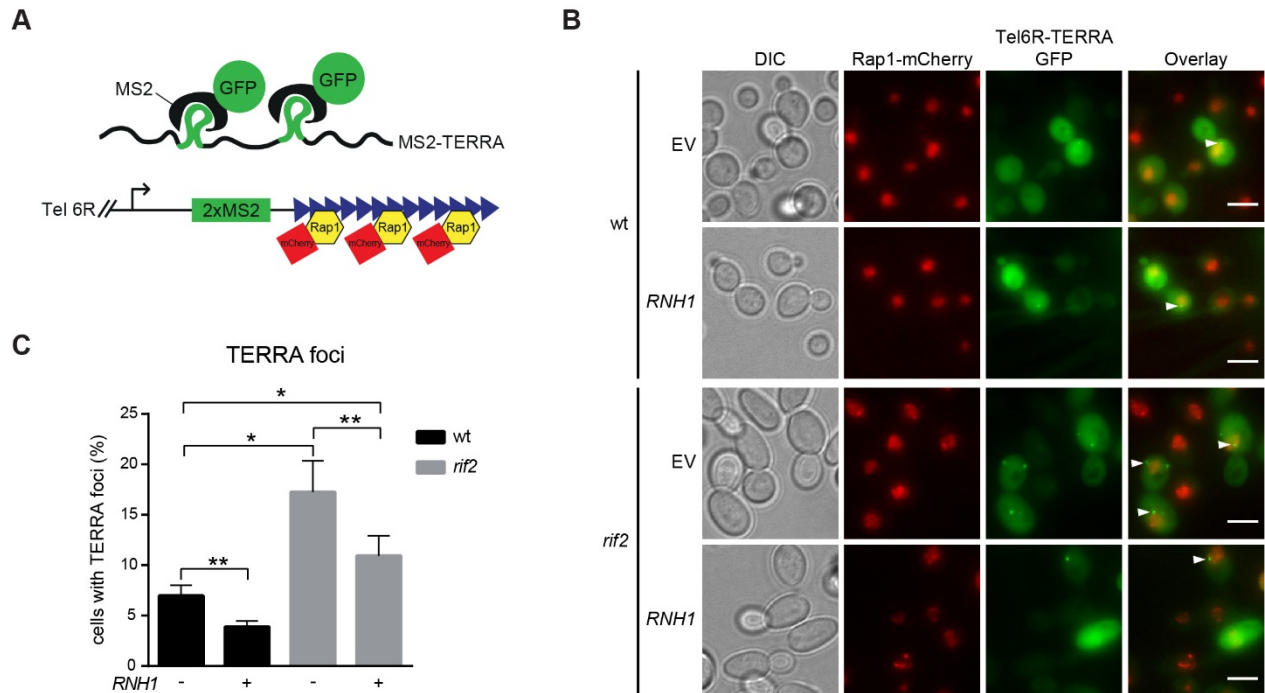 A
GFP
GFP
MS2
MS2-TERRA
Tel 6R
2xMS2
Rap1
Rap1
Rap1
mCherry
mCherry
mCherry
B
DIC
Rap1-mCherry
Tel6R-TERRA
GFP
Overlay
wt
EV
RNH1
rif2
EV
RNH1
C
TERRA foci
cells with TERRA foci (%)
25
20
15
10
5
0
*
*
**
**
wt
rif2
RNH1 - + - +